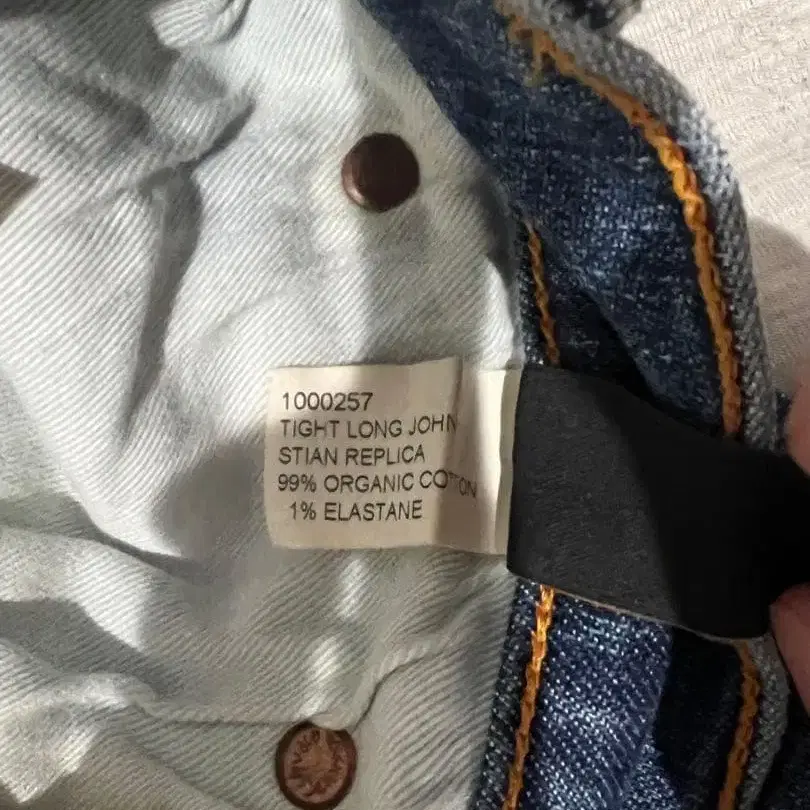 1000257
TIGHT LONG JOHN
STIAN REPLICA
99% ORGANIC COTTON
1% ELASTANE